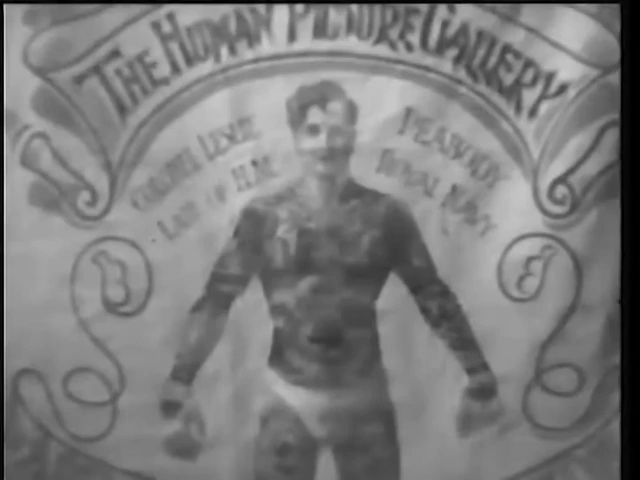 THE HUMAN PICTURE GALLERY
COLONEL LESLIE PEABODY
LATE OF H.M. ROYAL NAVY